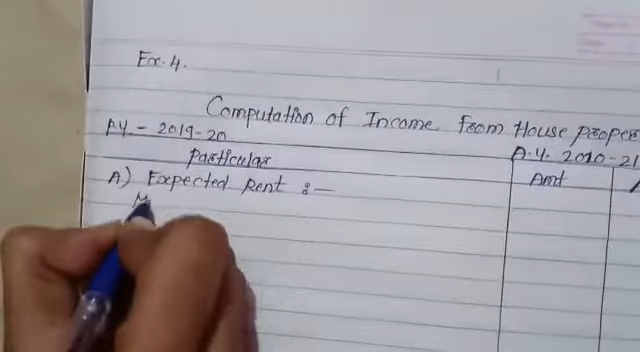 Ex. 4.
Computation of Income from House proper
P.Y - 2019-20
A.Y. 2020-21
Particular
Amt
A) Expected Rent :—
M